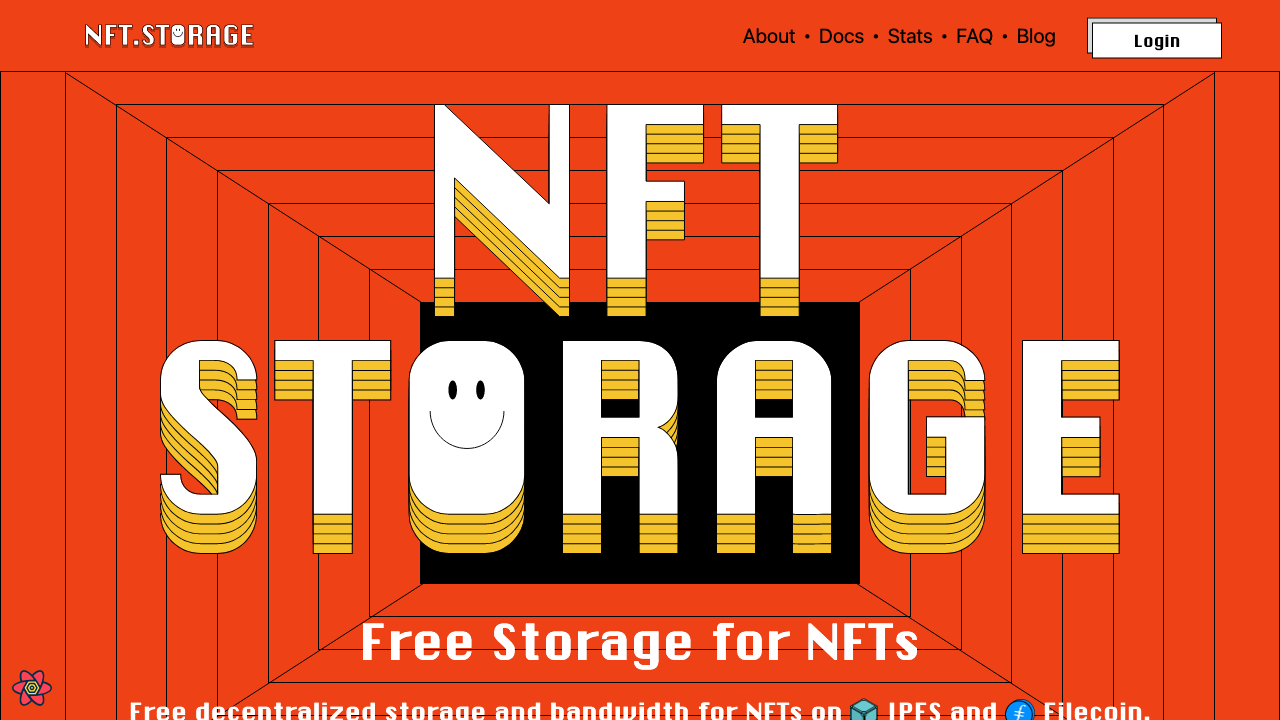 NFT.STORAGE
About • Docs • Stats • FAQ • Blog
Login
NFT
STORAGE
Free Storage for NFTs
Free decentralized storage and bandwidth for NFTs on IPFS and Filecoin.